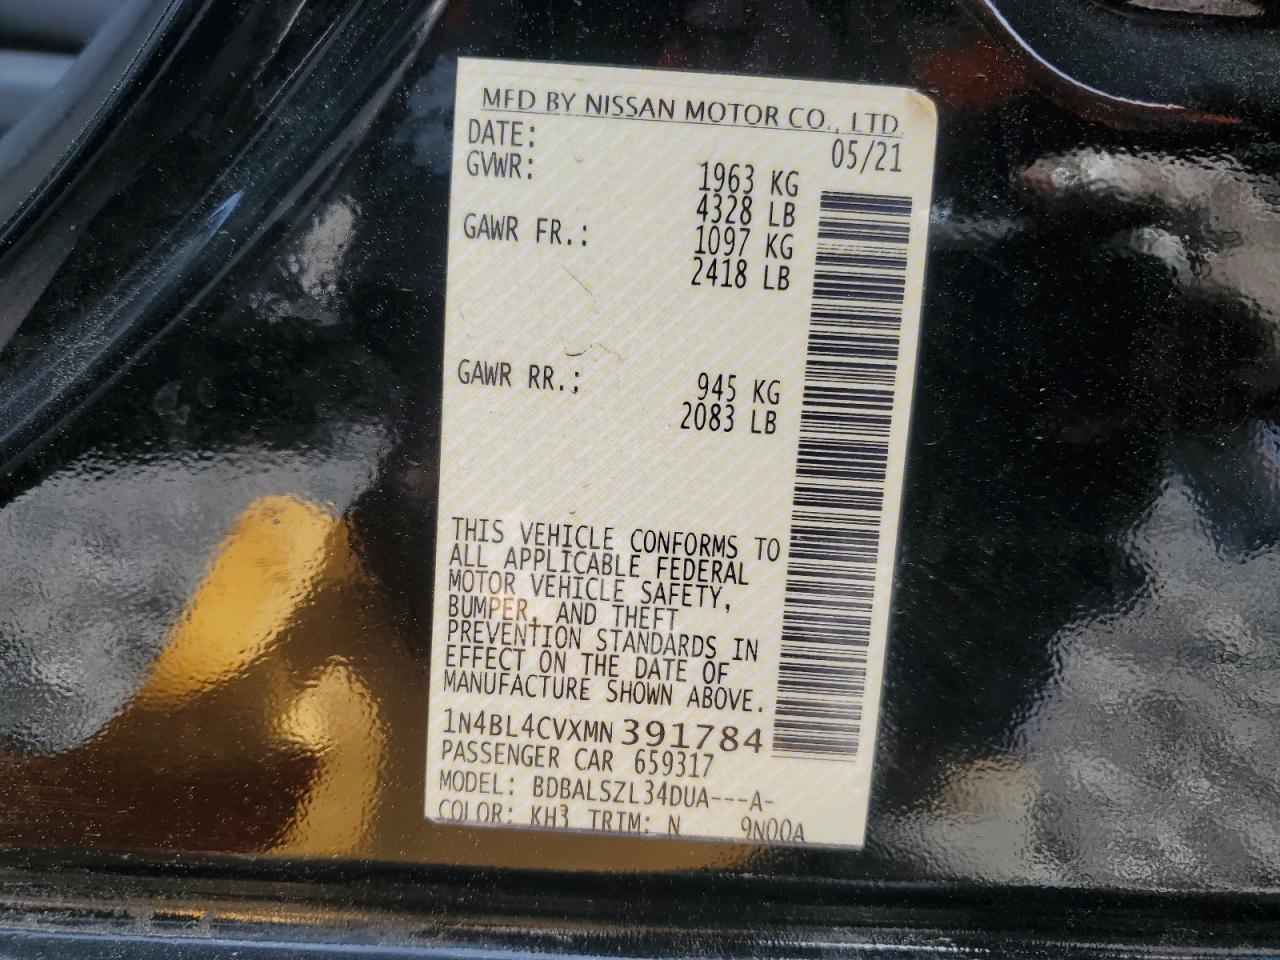 MFD BY NISSAN MOTOR CO., LTD.
DATE: 05/21
GVWR: 1963 KG
4328 LB
GAWR FR.: 1097 KG
2418 LB
GAWR RR.: 945 KG
2083 LB
THIS VEHICLE CONFORMS TO
ALL APPLICABLE FEDERAL
MOTOR VEHICLE SAFETY,
BUMPER, AND THEFT
PREVENTION STANDARDS IN
EFFECT ON THE DATE OF
MANUFACTURE SHOWN ABOVE.
1N4BL4CVXMN 391784
PASSENGER CAR 659317
MODEL: BDBALSZL34DUA---A-
COLOR: KH3 TRIM: N 9N00A